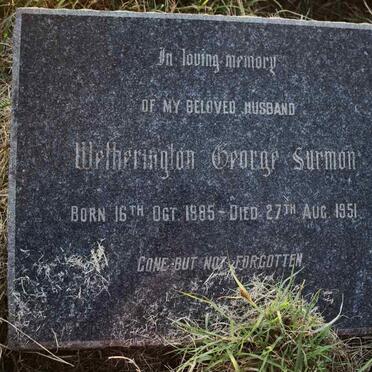 In loving memory
OF MY BELOVED HUSBAND
Wetherington George Surmon
BORN 16TH OCT. 1885 - DIED 27TH AUG. 1951.
GONE BUT NOT FORGOTTEN